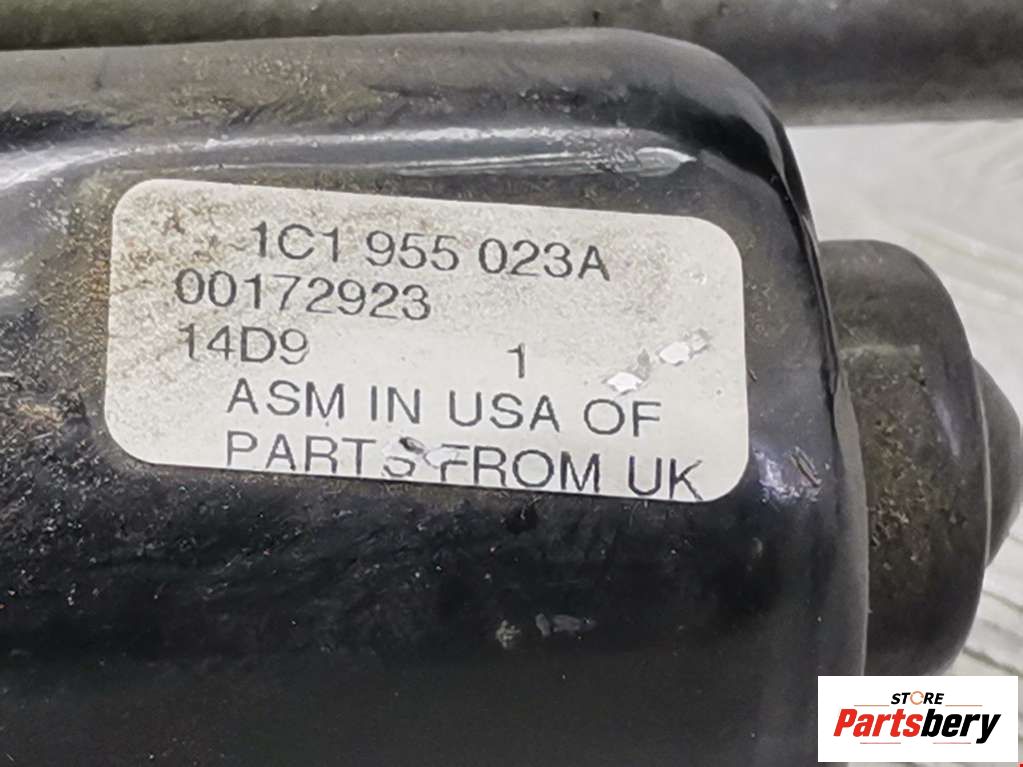 1C1 955 023A
00172923
14D9 1
ASM IN USA OF
PARTS FROM UK
STORE
Partsbery